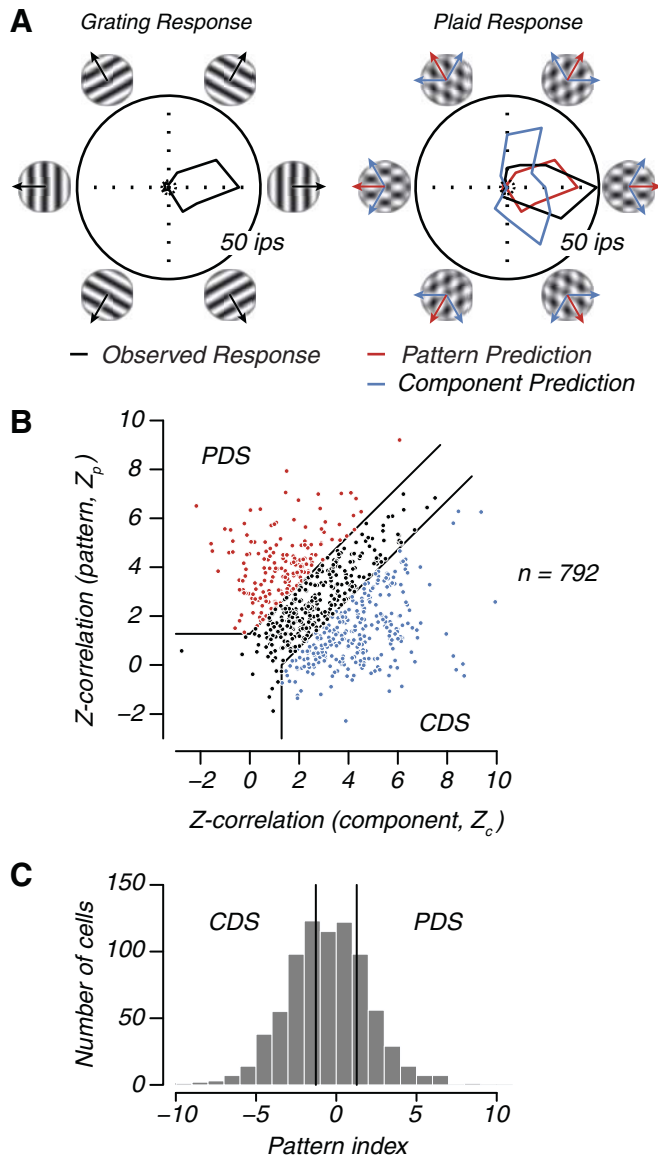 A
Grating Response
Plaid Response
50 ips
50 ips
Observed Response
Pattern Prediction
Component Prediction
B
10
8
6
4
2
0
−2
Z-correlation (pattern, Zp)
PDS
n = 792
CDS
−2 0 2 4 6 8 10
Z-correlation (component, Zc)
C
150
100
50
0
Number of cells
CDS
PDS
−10 −5 0 5 10
Pattern index